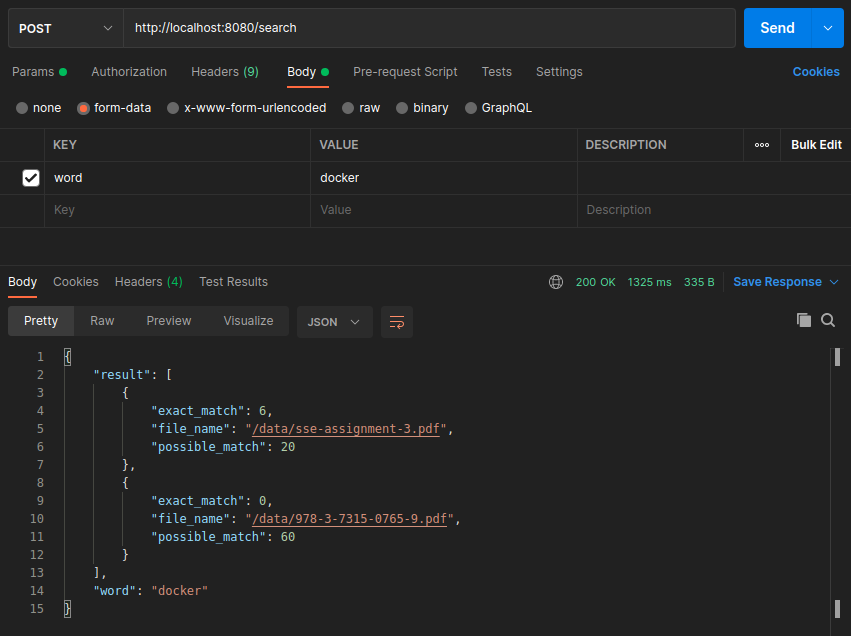 POST http://localhost:8080/search Send
Params Authorization Headers (9) Body Pre-request Script Tests Settings Cookies
none form-data x-www-form-urlencoded raw binary GraphQL
KEY VALUE DESCRIPTION Bulk Edit
word docker
Key Value Description
Body Cookies Headers (4) Test Results 200 OK 1325 ms 335 B Save Response
Pretty Raw Preview Visualize JSON
1 {
2 "result": [
3 {
4 "exact_match": 6,
5 "file_name": "/data/sse-assignment-3.pdf",
6 "possible_match": 20
7 },
8 {
9 "exact_match": 0,
10 "file_name": "/data/978-3-7315-0765-9.pdf",
11 "possible_match": 60
12 }
13 ],
14 "word": "docker"
15 }